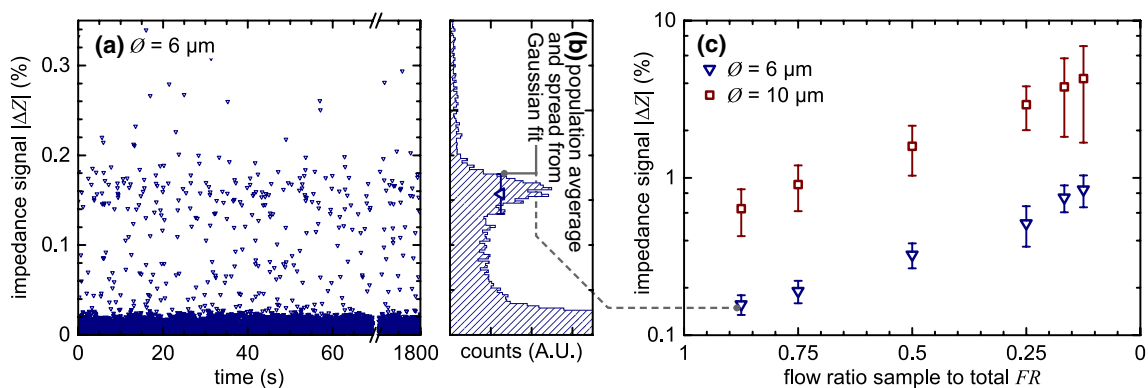 (a) Ø = 6 µm
impedance signal |ΔZ| (%)
0.3
0.2
0.1
0
0
20
40
60
1800
time (s)
(b)
population avgerage
and spread from
Gaussian fit
counts (A.U.)
(c)
Ø = 6 µm
Ø = 10 µm
impedance signal |ΔZ| (%)
10
1
0.1
1
0.75
0.5
0.25
0
flow ratio sample to total FR